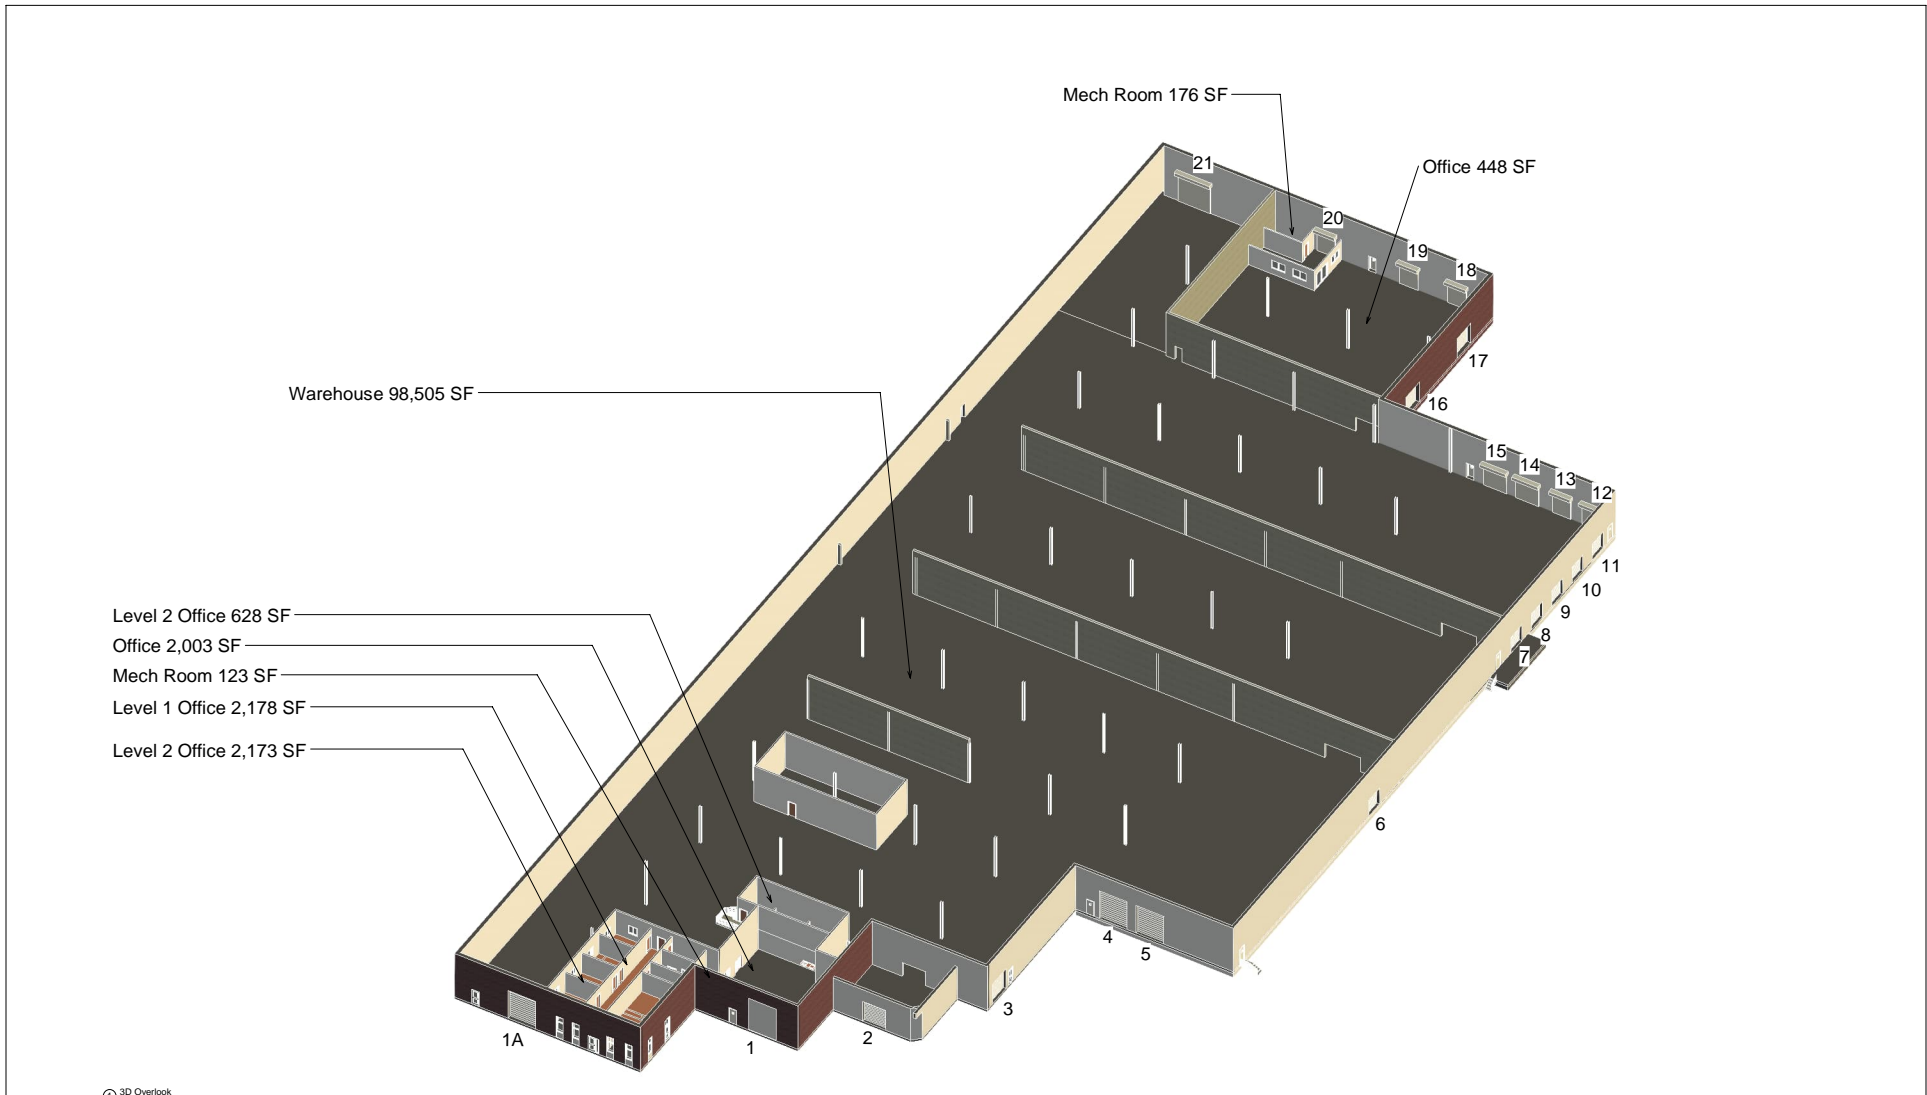 Mech Room 176 SF
21
Office 448 SF
20
19
18
17
Warehouse 98,505 SF
16
15
14
13
12
11
10
9
Level 2 Office 628 SF
8
Office 2,003 SF
7
Mech Room 123 SF
Level 1 Office 2,178 SF
Level 2 Office 2,173 SF
6
4
5
3
2
1A
1
3D Overlook